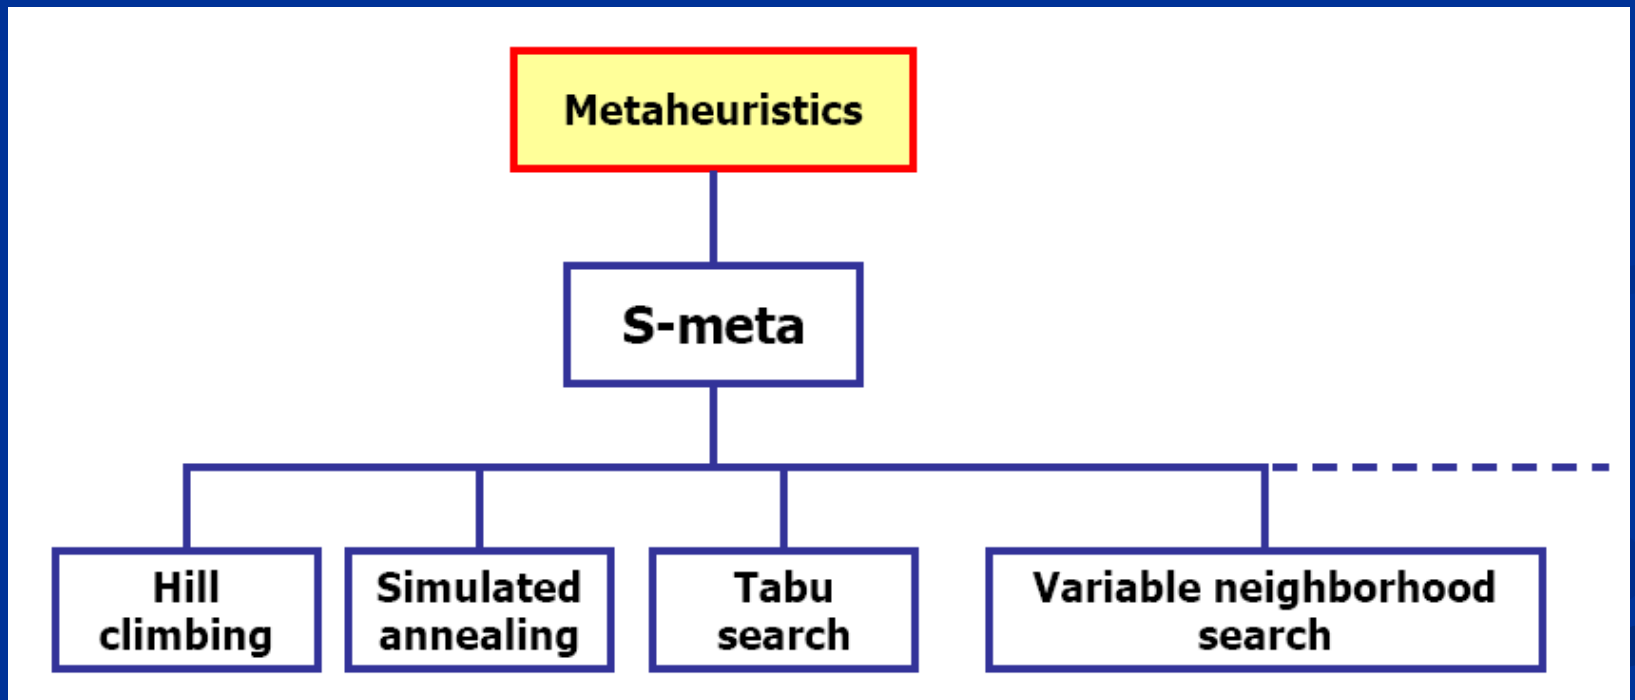 Metaheuristics
S-meta
Hill
climbing
Simulated
annealing
Tabu
search
Variable neighborhood
search